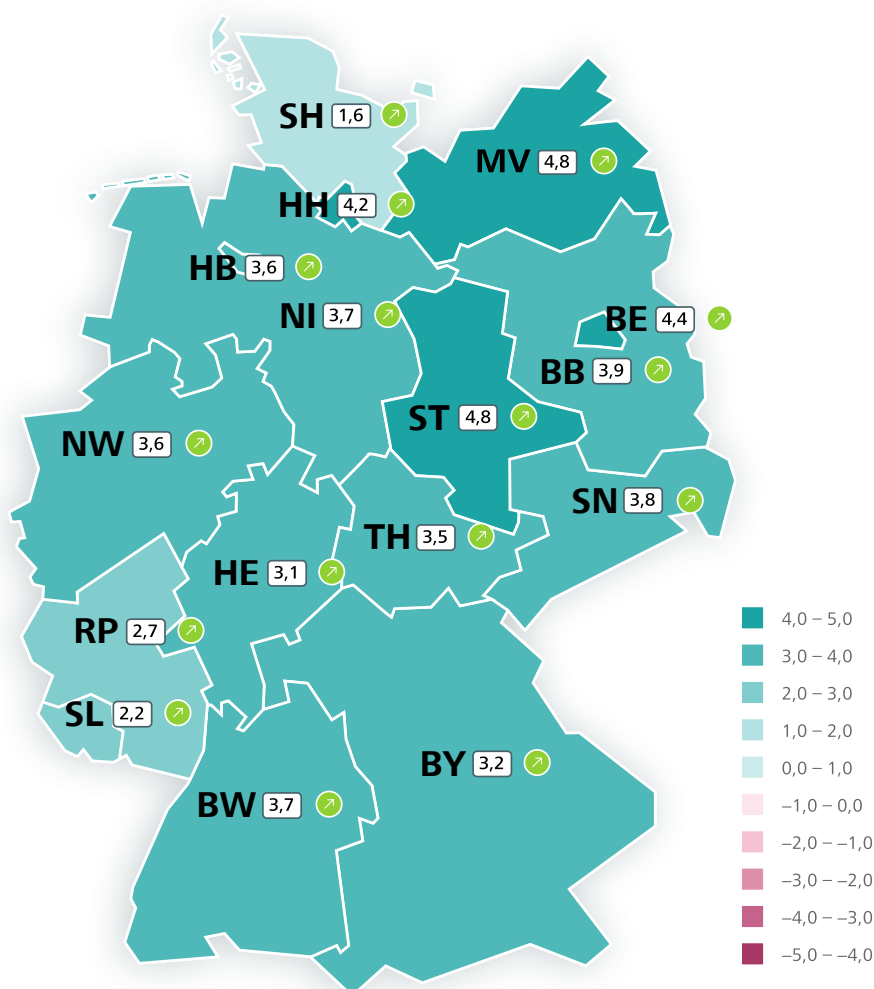 SH 1,6
MV 4,8
HH 4,2
HB 3,6
NI 3,7
BE 4,4
BB 3,9
ST 4,8
NW 3,6
SN 3,8
TH 3,5
HE 3,1
RP 2,7
SL 2,2
BY 3,2
BW 3,7
4,0 – 5,0
3,0 – 4,0
2,0 – 3,0
1,0 – 2,0
0,0 – 1,0
–1,0 – 0,0
–2,0 – –1,0
–3,0 – –2,0
–4,0 – –3,0
–5,0 – –4,0